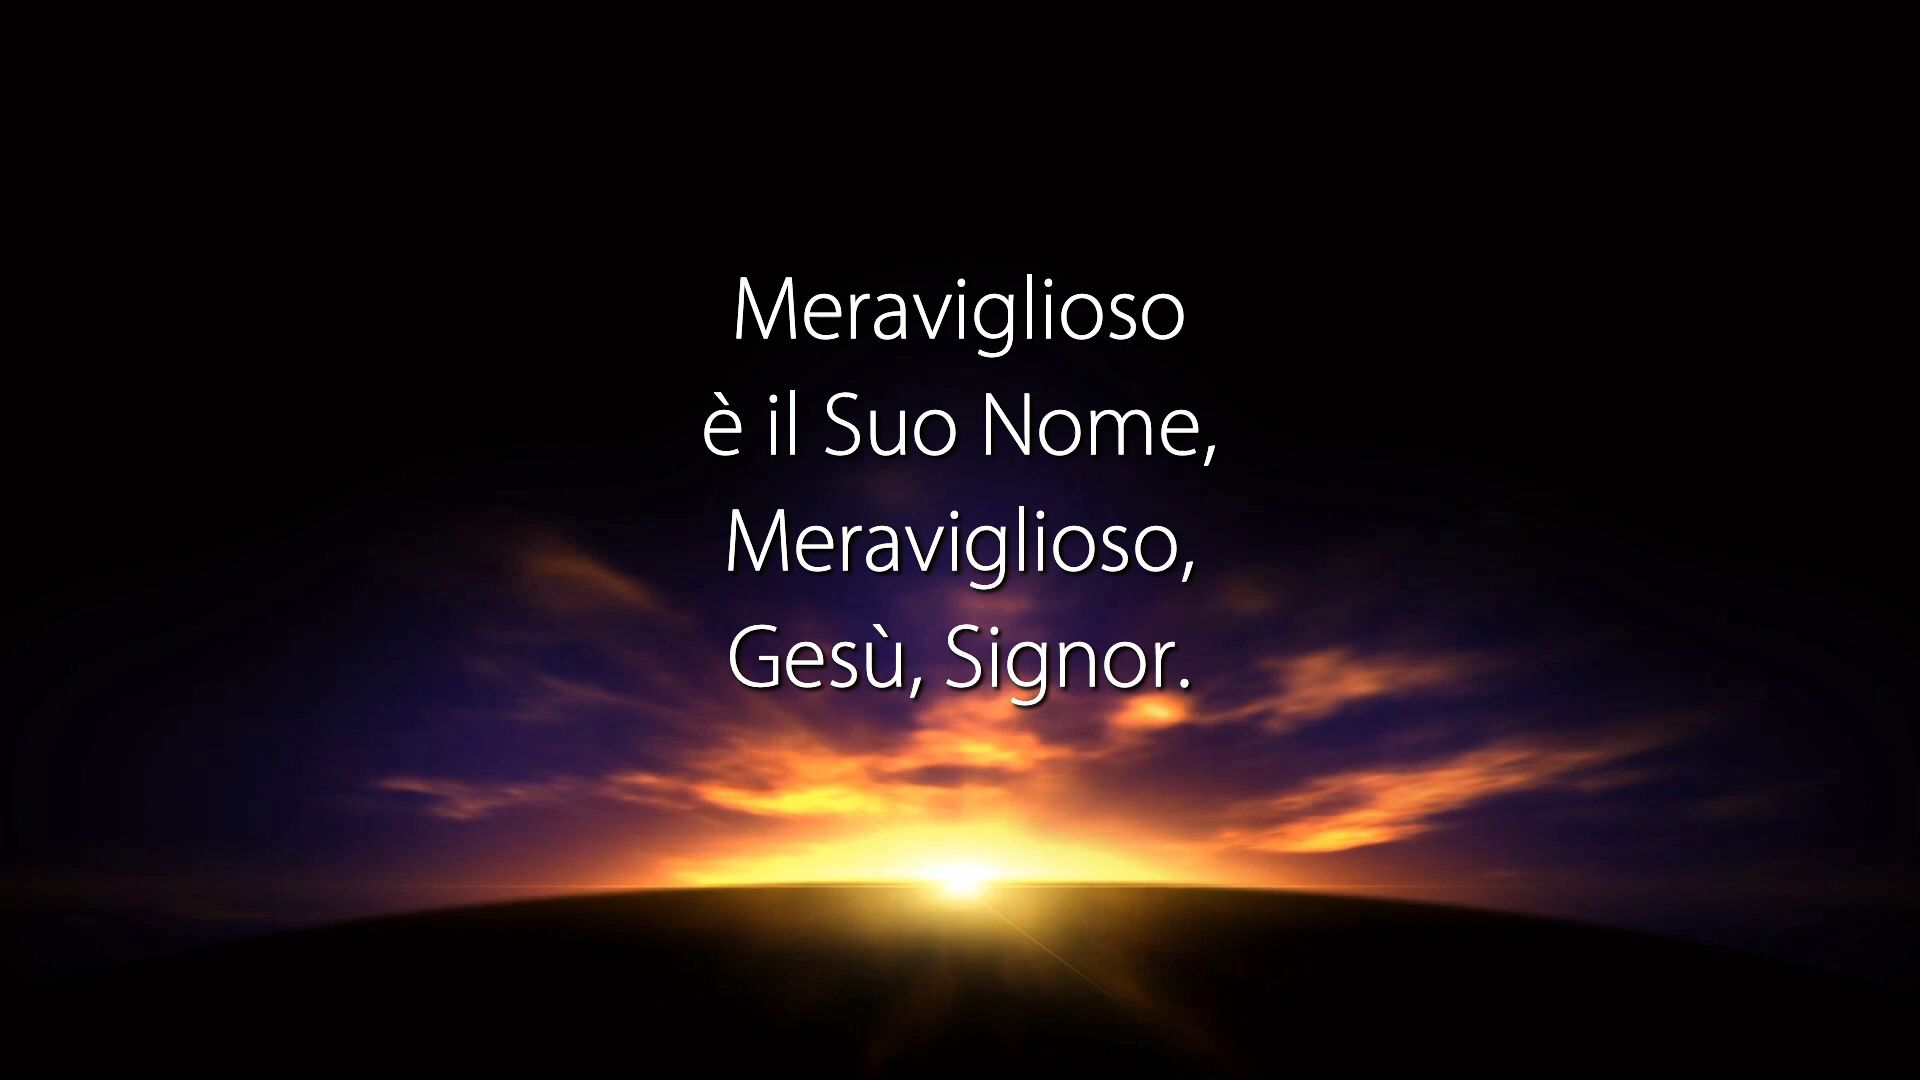 Meraviglioso
è il Suo Nome,
Meraviglioso,
Gesù, Signor.